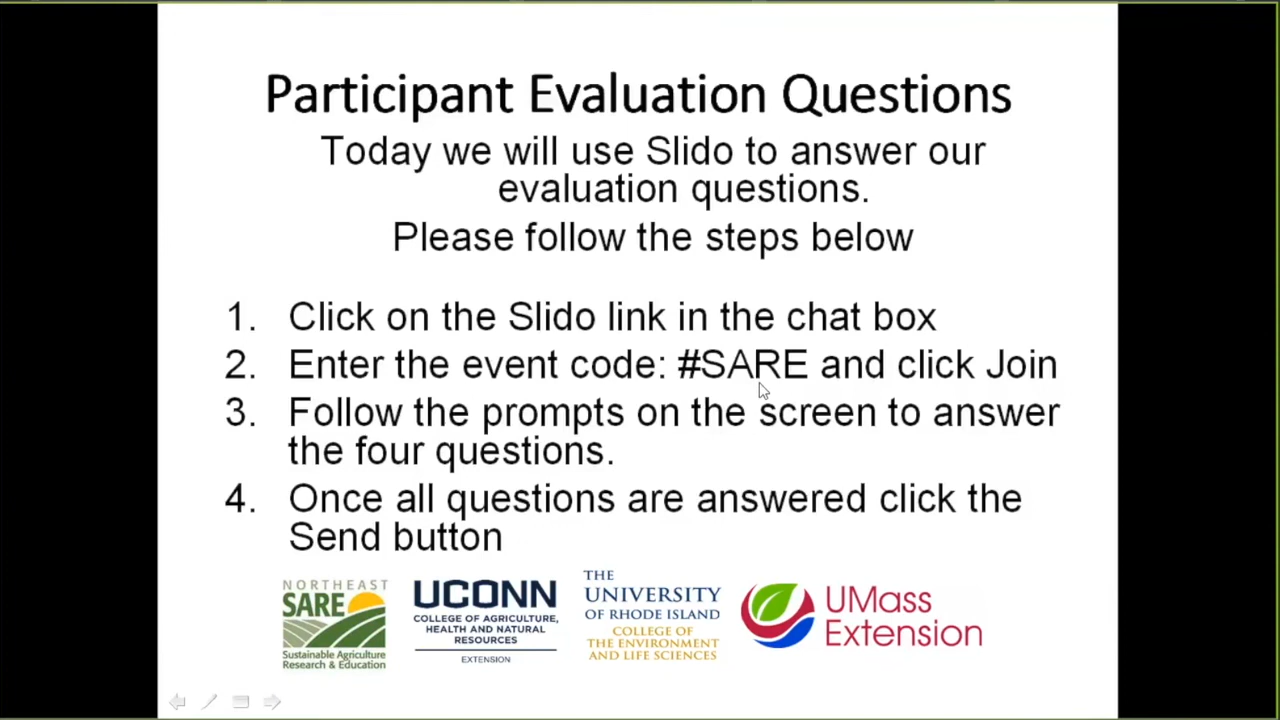 Participant Evaluation Questions
Today we will use Slido to answer our
evaluation questions.
Please follow the steps below
1. Click on the Slido link in the chat box
2. Enter the event code: #SARE and click Join
3. Follow the prompts on the screen to answer
the four questions.
4. Once all questions are answered click the
Send button
NORTHEAST
SARE
Sustainable Agriculture
Research & Education
UCONN
COLLEGE OF AGRICULTURE,
HEALTH AND NATURAL
RESOURCES
EXTENSION
THE
UNIVERSITY
OF RHODE ISLAND
COLLEGE OF
THE ENVIRONMENT
AND LIFE SCIENCES
UMass
Extension